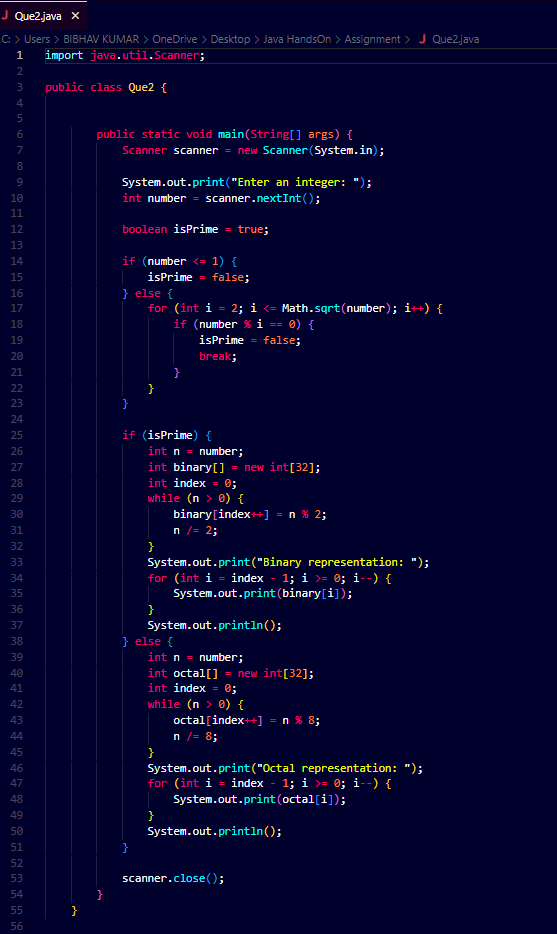 J Que2.java ×
C: > Users > BIBHAV KUMAR > OneDrive > Desktop > Java HandsOn > Assignment > J Que2.java
1 import java.util.Scanner;
2
3 public class Que2 {
4
5
6 public static void main(String[] args) {
7 Scanner scanner = new Scanner(System.in);
8
9 System.out.print("Enter an integer: ");
10 int number = scanner.nextInt();
11
12 boolean isPrime = true;
13
14 if (number <= 1) {
15 isPrime = false;
16 } else {
17 for (int i = 2; i <= Math.sqrt(number); i++) {
18 if (number % i == 0) {
19 isPrime = false;
20 break;
21 }
22 }
23 }
24
25 if (isPrime) {
26 int n = number;
27 int binary[] = new int[32];
28 int index = 0;
29 while (n > 0) {
30 binary[index++] = n % 2;
31 n /= 2;
32 }
33 System.out.print("Binary representation: ");
34 for (int i = index - 1; i >= 0; i--) {
35 System.out.print(binary[i]);
36 }
37 System.out.println();
38 } else {
39 int n = number;
40 int octal[] = new int[32];
41 int index = 0;
42 while (n > 0) {
43 octal[index++] = n % 8;
44 n /= 8;
45 }
46 System.out.print("Octal representation: ");
47 for (int i = index - 1; i >= 0; i--) {
48 System.out.print(octal[i]);
49 }
50 System.out.println();
51 }
52
53 scanner.close();
54 }
55 }
56